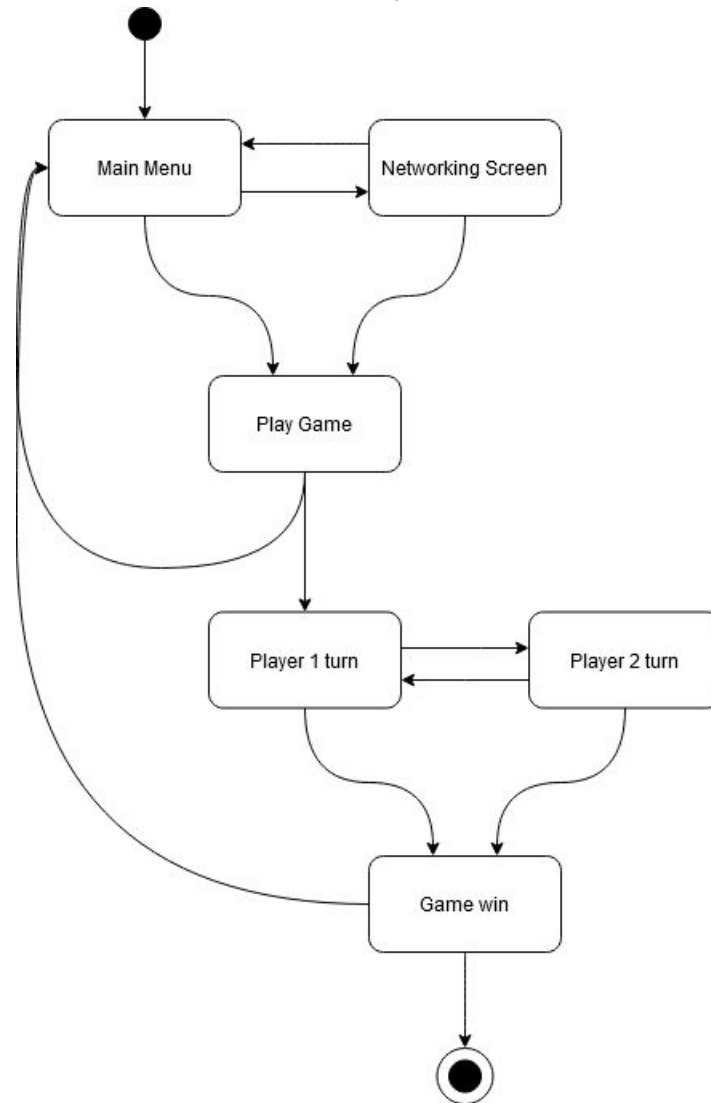 Main Menu
Networking Screen
Play Game
Player 1 turn
Player 2 turn
Game win